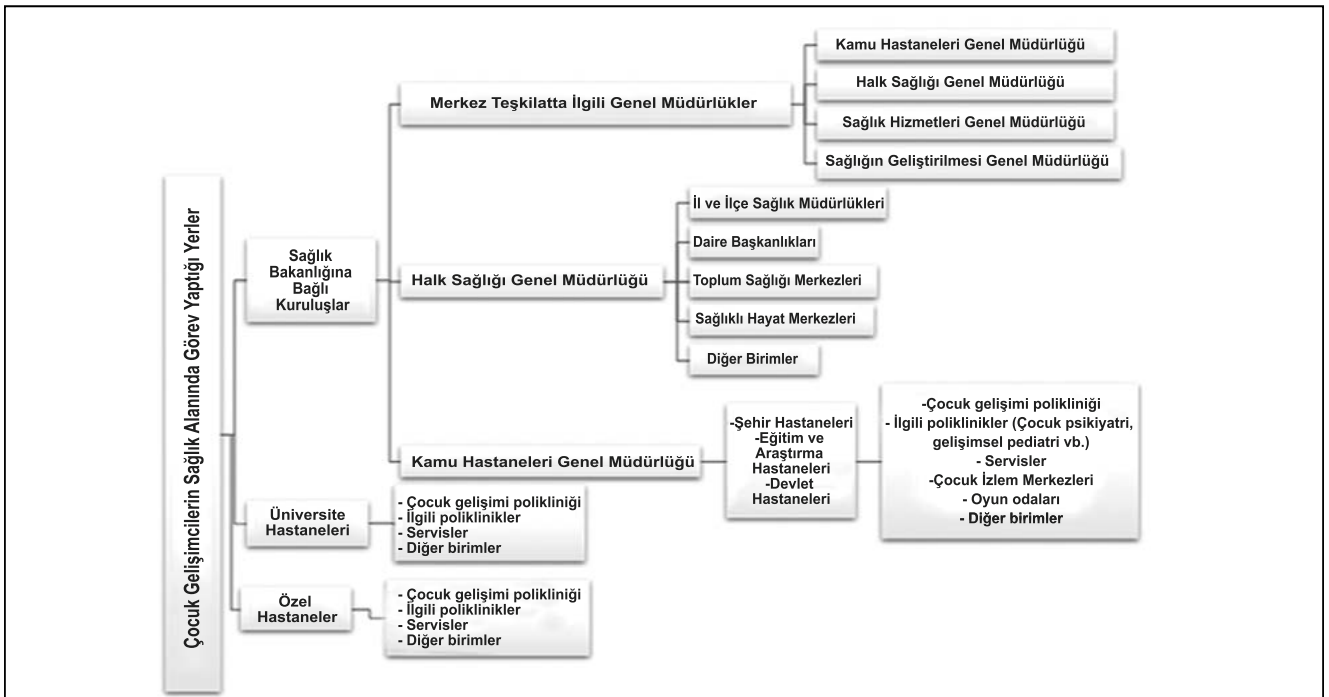 Çocuk Gelişimcilerin Sağlık Alanında Görev Yaptığı Yerler
Sağlık
Bakanlığına
Bağlı
Kuruluşlar
Merkez Teşkilatta İlgili Genel Müdürlükler
Kamu Hastaneleri Genel Müdürlüğü
Halk Sağlığı Genel Müdürlüğü
Sağlık Hizmetleri Genel Müdürlüğü
Sağlığın Geliştirilmesi Genel Müdürlüğü
Halk Sağlığı Genel Müdürlüğü
İl ve İlçe Sağlık Müdürlükleri
Daire Başkanlıkları
Toplum Sağlığı Merkezleri
Sağlıklı Hayat Merkezleri
Diğer Birimler
Kamu Hastaneleri Genel Müdürlüğü
-Şehir Hastaneleri
-Eğitim ve
Araştırma
Hastaneleri
-Devlet
Hastaneleri
-Çocuk gelişimi polikliniği
- İlgili poliklinikler (Çocuk psikiyatri,
gelişimsel pediatri vb.)
- Servisler
-Çocuk İzlem Merkezleri
- Oyun odaları
- Diğer birimler
Üniversite
Hastaneleri
- Çocuk gelişimi polikliniği
- İlgili poliklinikler
- Servisler
- Diğer birimler
Özel
Hastaneler
- Çocuk gelişimi polikliniği
- İlgili poliklinikler
- Servisler
- Diğer birimler